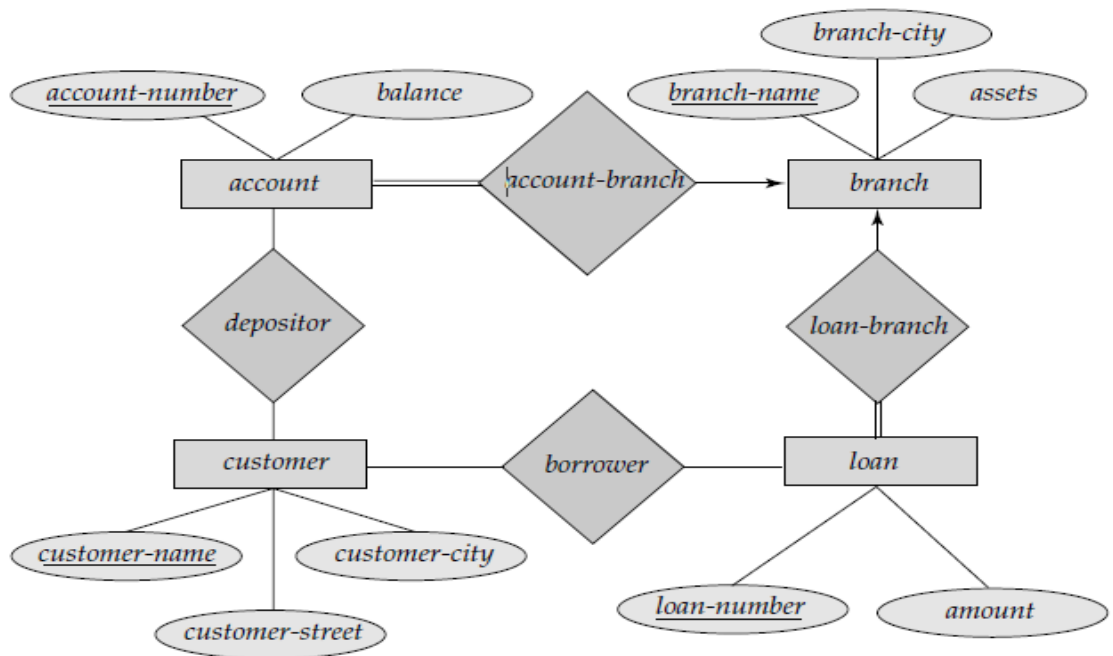 branch-city
account-number
balance
branch-name
assets
account
account-branch
branch
depositor
loan-branch
customer
borrower
loan
customer-name
customer-city
customer-street
loan-number
amount